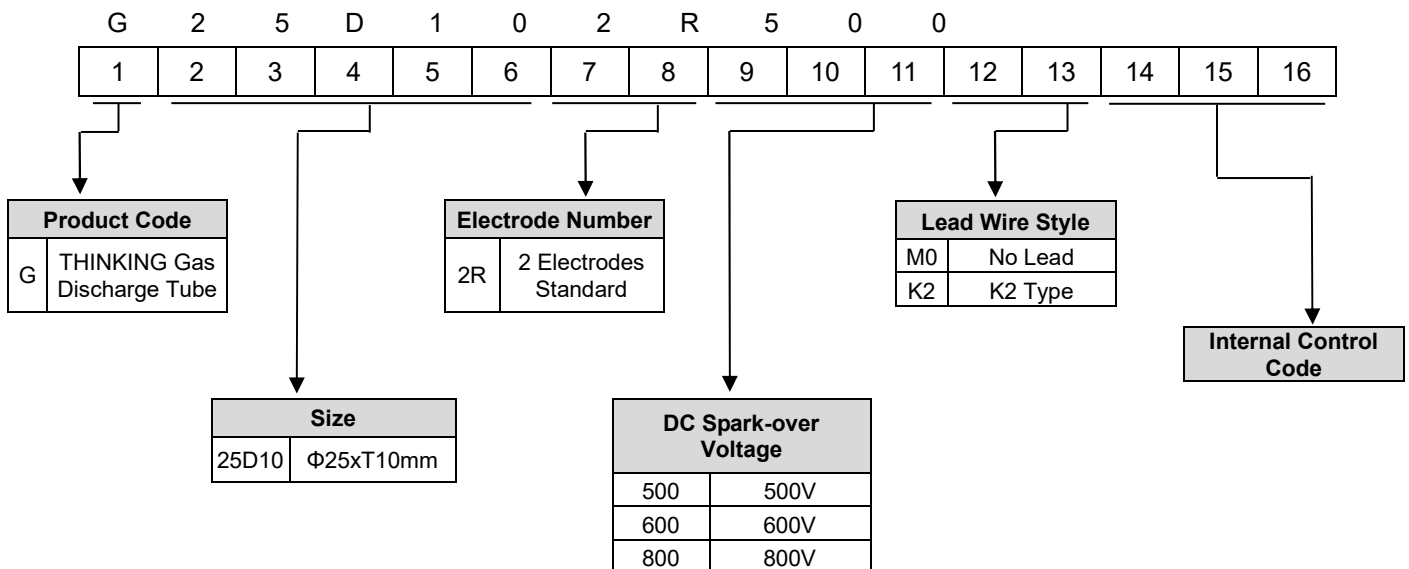 G 2 5 D 1 0 2 R 5 0 0
1 2 3 4 5 6 7 8 9 10 11 12 13 14 15 16
Product Code
G THINKING Gas
Discharge Tube
Electrode Number
2R 2 Electrodes
Standard
Lead Wire Style
M0 No Lead
K2 K2 Type
Internal Control
Code
Size
25D10 Φ25xT10mm
DC Spark-over
Voltage
500 500V
600 600V
800 800V